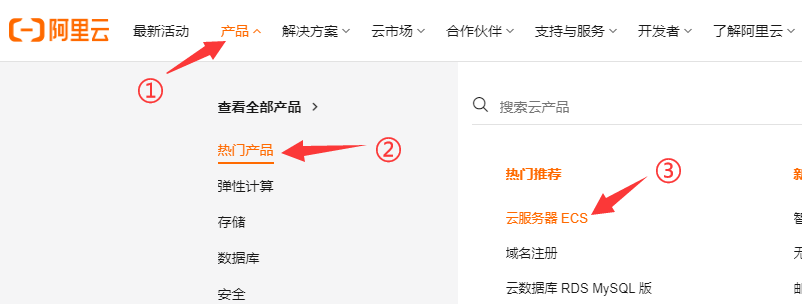 阿里云 最新活动 产品 解决方案 云市场 合作伙伴 支持与服务 开发者 了解阿里云
①
查看全部产品 >
搜索云产品
热门产品
②
热门推荐
③
弹性计算
云服务器 ECS
存储
域名注册
数据库
云数据库 RDS MySQL 版
安全